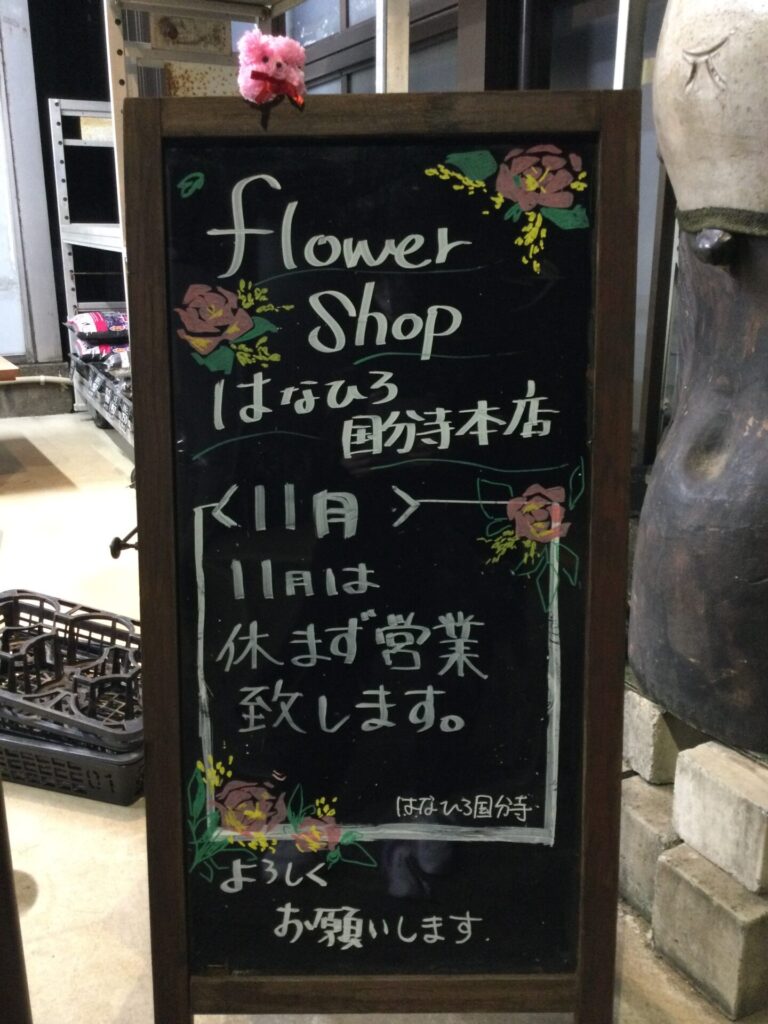 flower
Shop
はなひろ
国分寺本店
〈11月〉
11月は
休まず営業
致します。
はなひろ国分寺
よろしく
お願いします
01